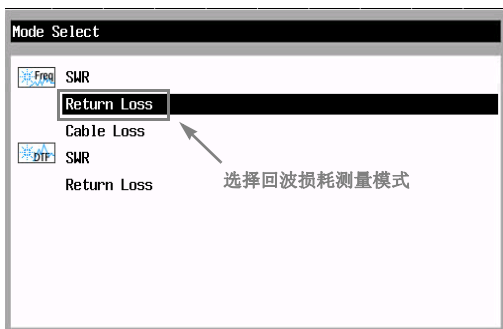 Mode Select
Freq SWR
Return Loss
Cable Loss
DTF SWR
Return Loss
选择回波损耗测量模式